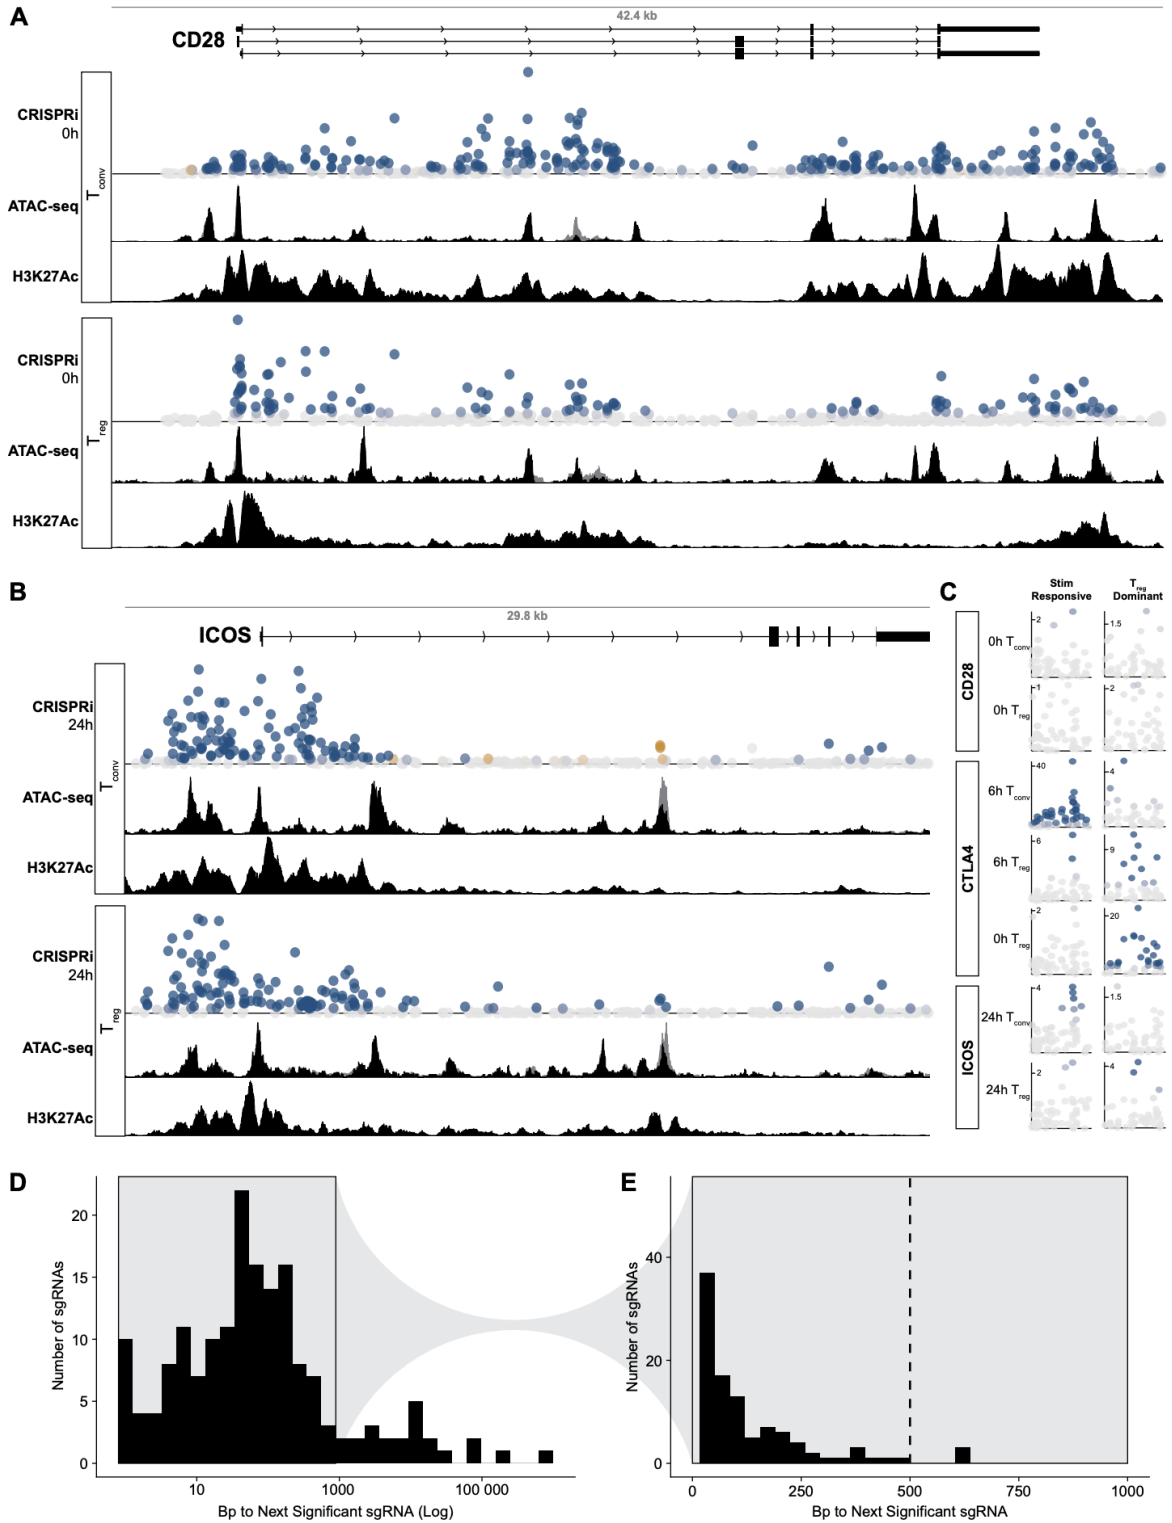 A
42.4 kb
CD28
CRISPRi
0h
ATAC-seq
H3K27Ac
Tconv
CRISPRi
0h
ATAC-seq
H3K27Ac
Treg
B
29.8 kb
ICOS
CRISPRi
24h
ATAC-seq
H3K27Ac
Tconv
CRISPRi
24h
ATAC-seq
H3K27Ac
Treg
C
Stim
Responsive
Treg
Dominant
CD28
0h Tconv
2
1.5
0h Treg
1
2
CTLA4
6h Tconv
40
4
6h Treg
6
9
0h Treg
2
20
ICOS
24h Tconv
4
1.5
24h Treg
2
4
D
Number of sgRNAs
20
15
10
5
0
10
1000
100 000
Bp to Next Significant sgRNA (Log)
E
Number of sgRNAs
40
20
0
0
250
500
750
1000
Bp to Next Significant sgRNA